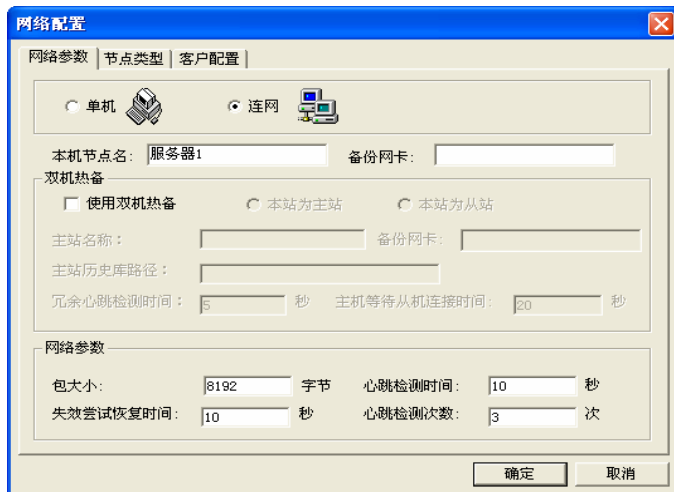 网络配置
网络参数 节点类型 客户配置
单机 连网
本机节点名: 服务器1 备份网卡:
双机热备
使用双机热备 本站为主站 本站为从站
主站名称: 备份网卡:
主站历史库路径:
冗余心跳检测时间: 5 秒 主机等待从机连接时间: 20 秒
网络参数
包大小: 8192 字节 心跳检测时间: 10 秒
失效尝试恢复时间: 10 秒 心跳检测次数: 3 次
确定 取消